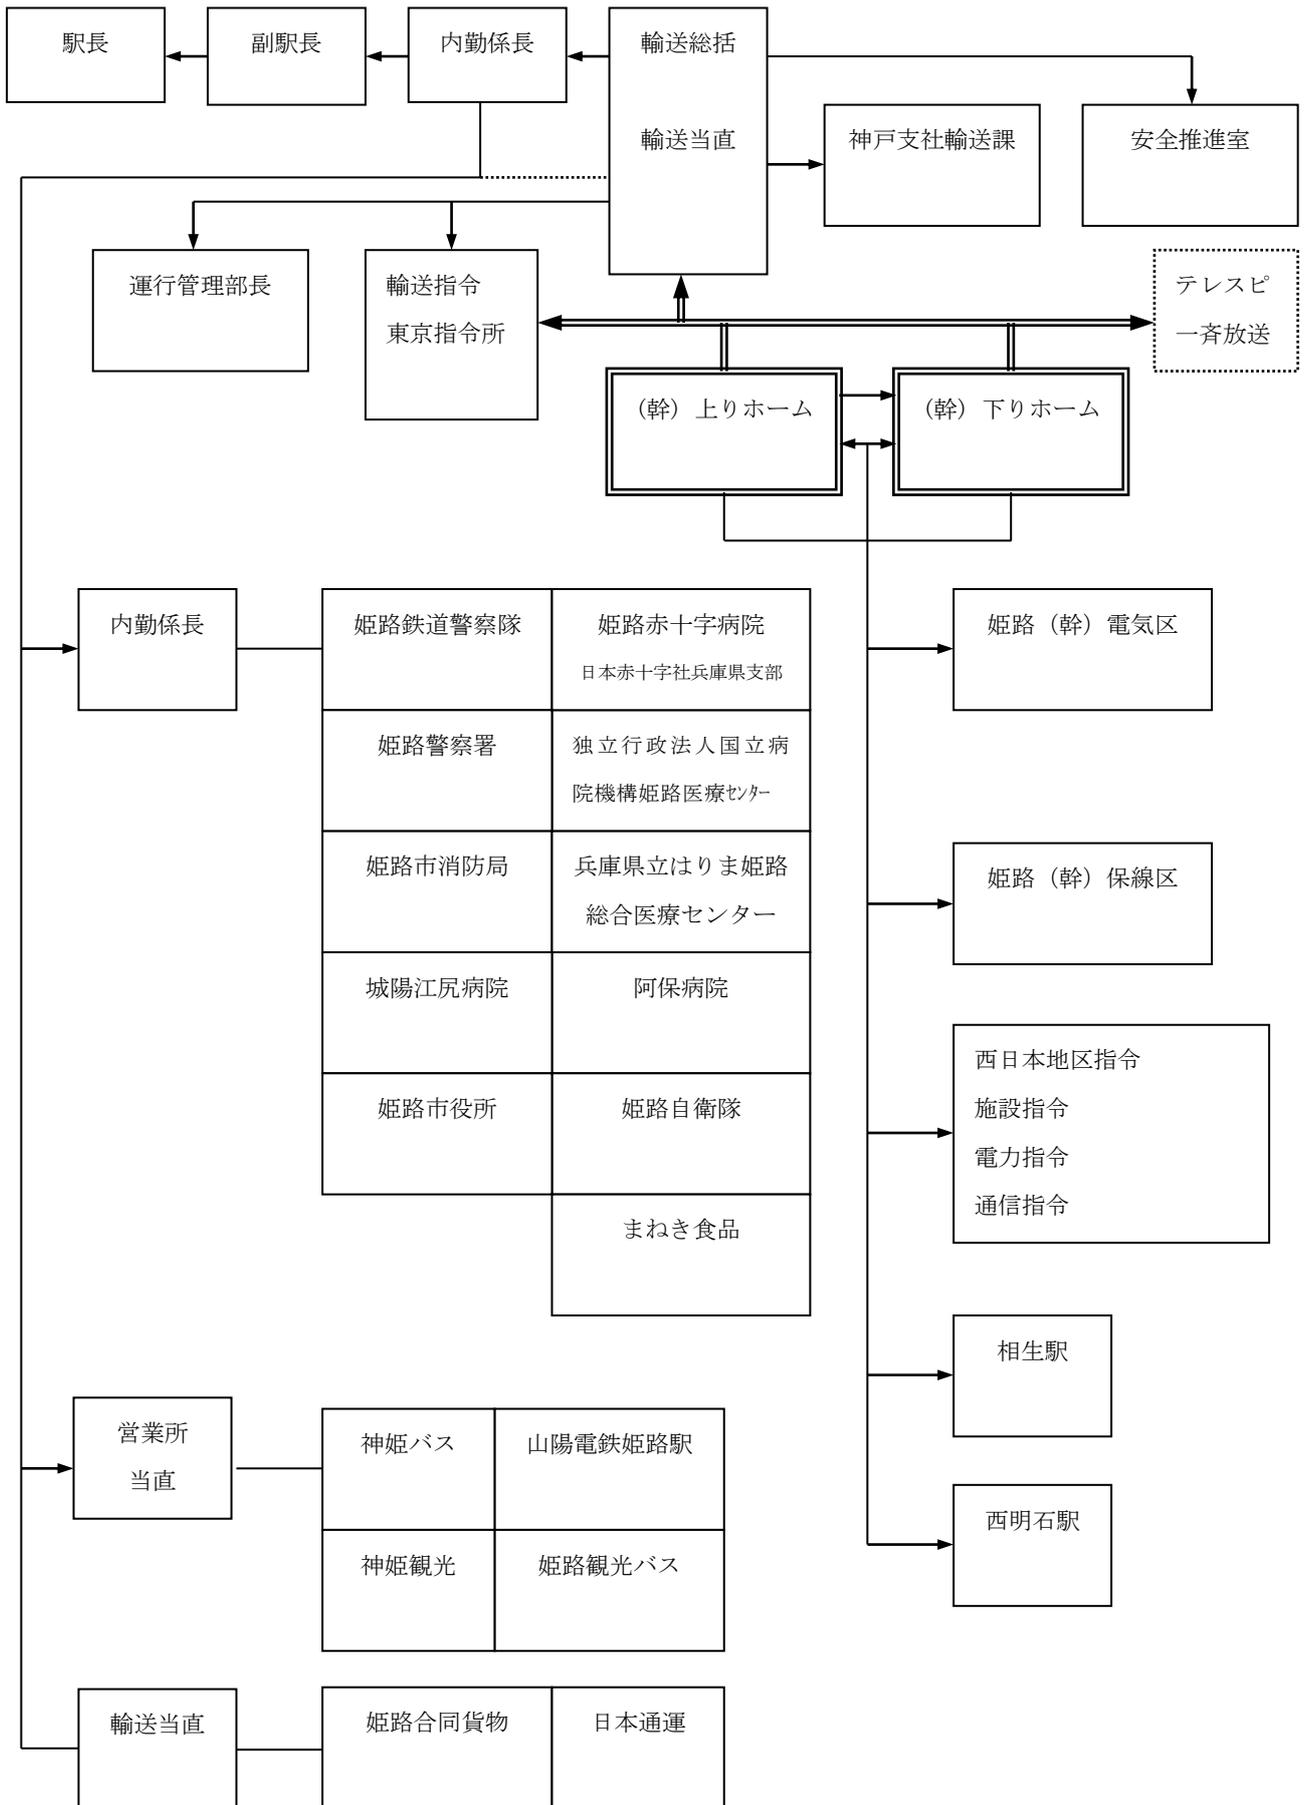 駅長
副駅長
内勤係長
輸送総括
輸送当直
神戸支社輸送課
安全推進室
運行管理部長
輸送指令
東京指令所
テレスピ
一斉放送
（幹）上りホーム
（幹）下りホーム
内勤係長
姫路鉄道警察隊
姫路赤十字病院
日本赤十字社兵庫県支部
姫路警察署
独立行政法人国立病
院機構姫路医療ｾﾝﾀｰ
姫路市消防局
兵庫県立はりま姫路
総合医療センター
城陽江尻病院
阿保病院
姫路市役所
姫路自衛隊
まねき食品
姫路（幹）電気区
姫路（幹）保線区
西日本地区指令
施設指令
電力指令
通信指令
相生駅
西明石駅
営業所
当直
神姫バス
山陽電鉄姫路駅
神姫観光
姫路観光バス
輸送当直
姫路合同貨物
日本通運